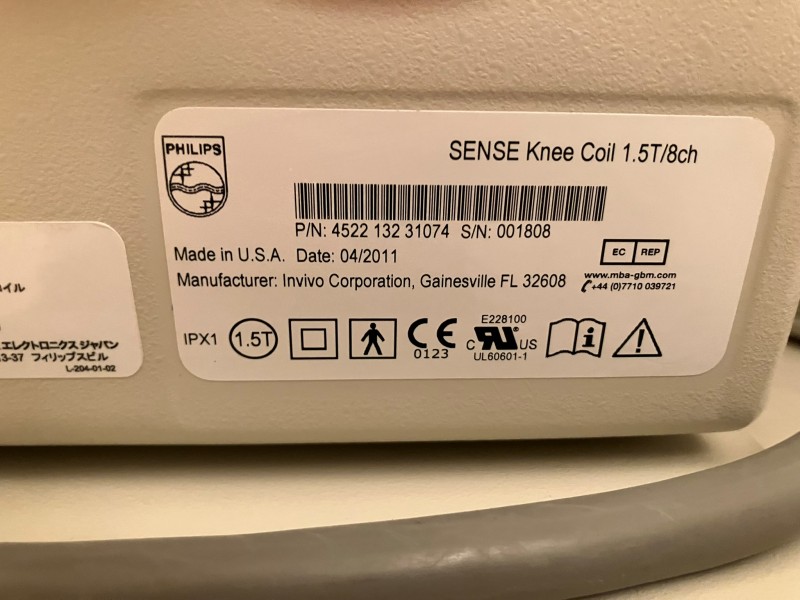 PHILIPS
SENSE Knee Coil 1.5T/8ch
P/N: 4522 132 31074 S/N: 001808
Made in U.S.A. Date: 04/2011
EC REP
Manufacturer: Invivo Corporation, Gainesville FL 32608
www.mba-gbm.com
+44 (0)7710 039721
IPX1
1.5T
CE
0123
E228100
C UR US
UL60601-1
i
!
イル
エレクトロニクスジャパン
3-37 フィリップスビル
L-204-01-02